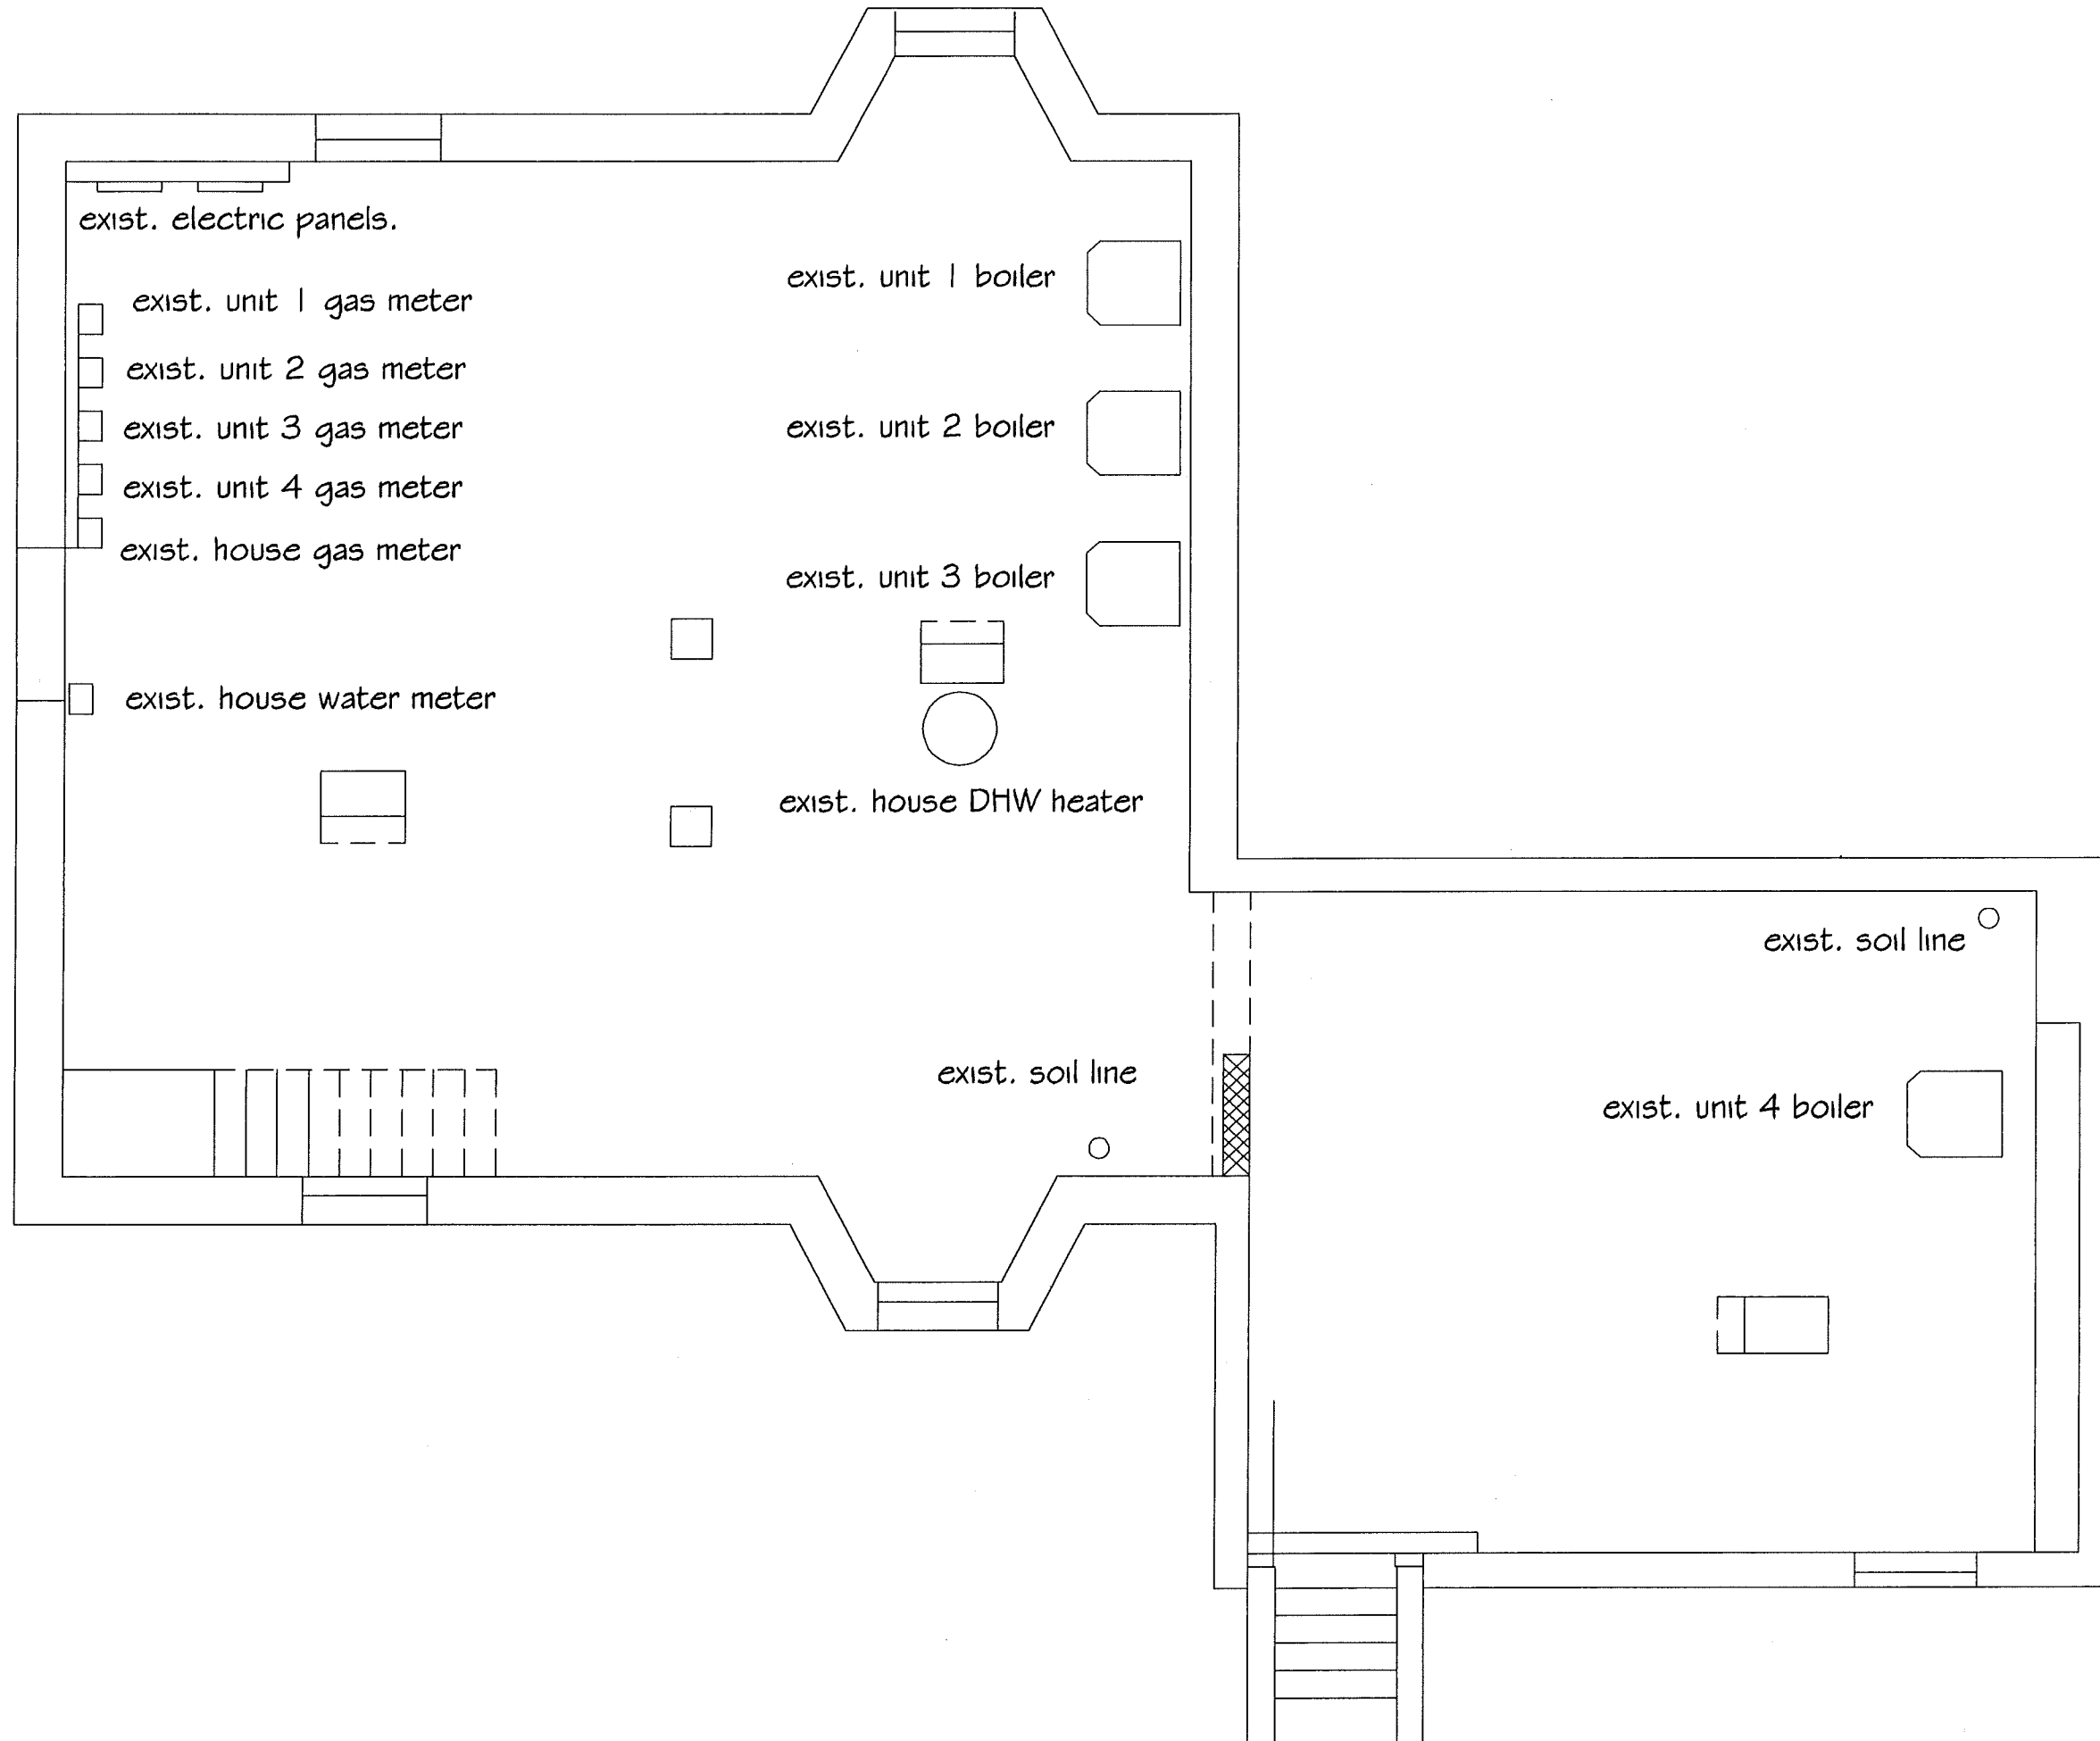 exist. electric panels.
exist. unit 1 gas meter
exist. unit 2 gas meter
exist. unit 3 gas meter
exist. unit 4 gas meter
exist. house gas meter
exist. house water meter
exist. unit 1 boiler
exist. unit 2 boiler
exist. unit 3 boiler
exist. house DHW heater
exist. soil line
exist. soil line
exist. unit 4 boiler